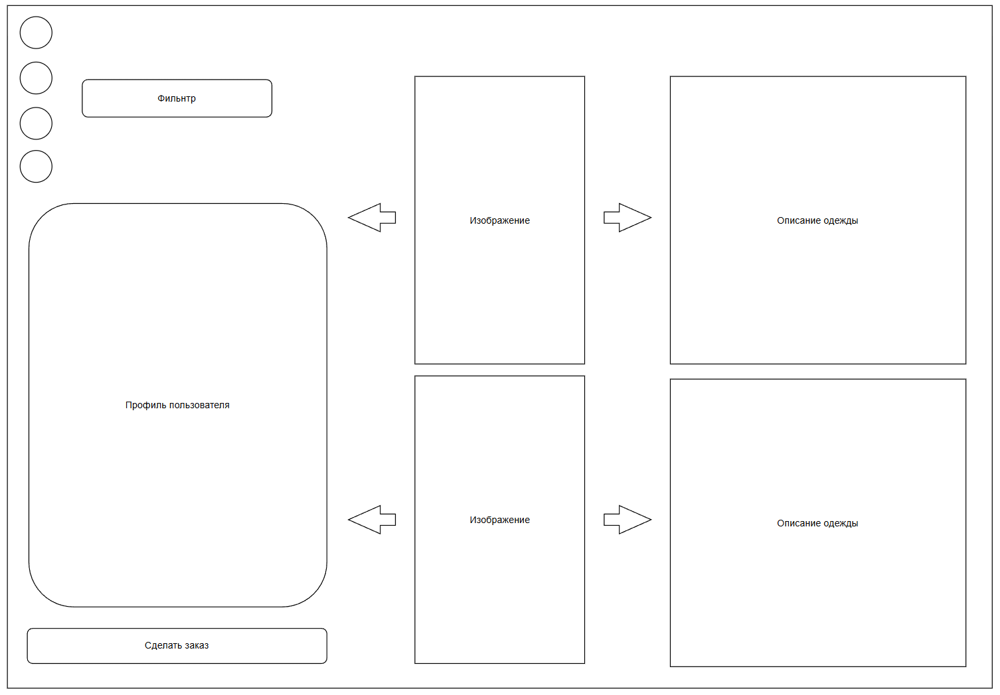 Фильнтр
Изображение
Описание одежды
Профиль пользователя
Изображение
Описание одежды
Сделать заказ